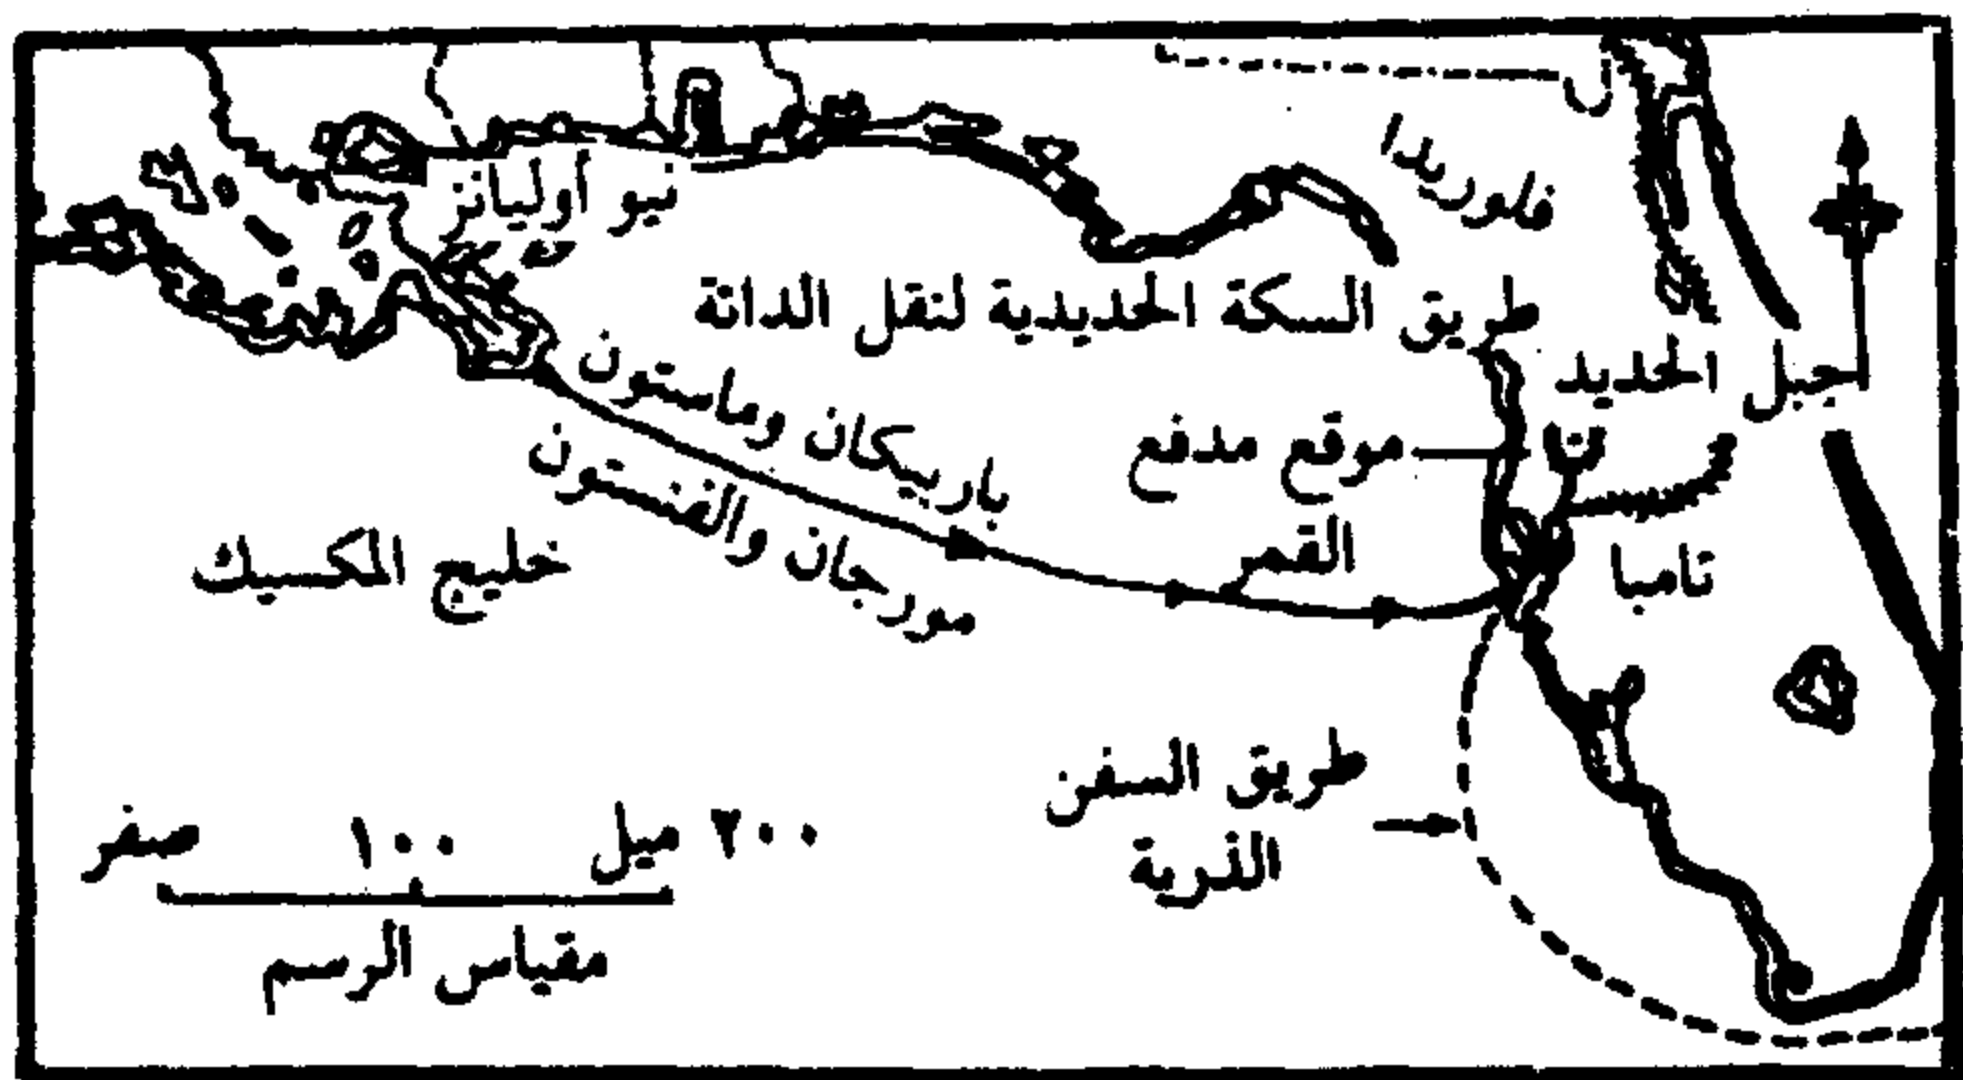 فلوريدا
نيو أوليانز
طريق السكة الحديدية لنقل الدانة
جبل الحديد
باربيكان وماستون
موقع مدفع
القمر
مورجان والفنستون
خليج المكسيك
تامبا
طريق السفن
الذرية
صفر ١٠٠ ٢٠٠ ميل
مقياس الرسم